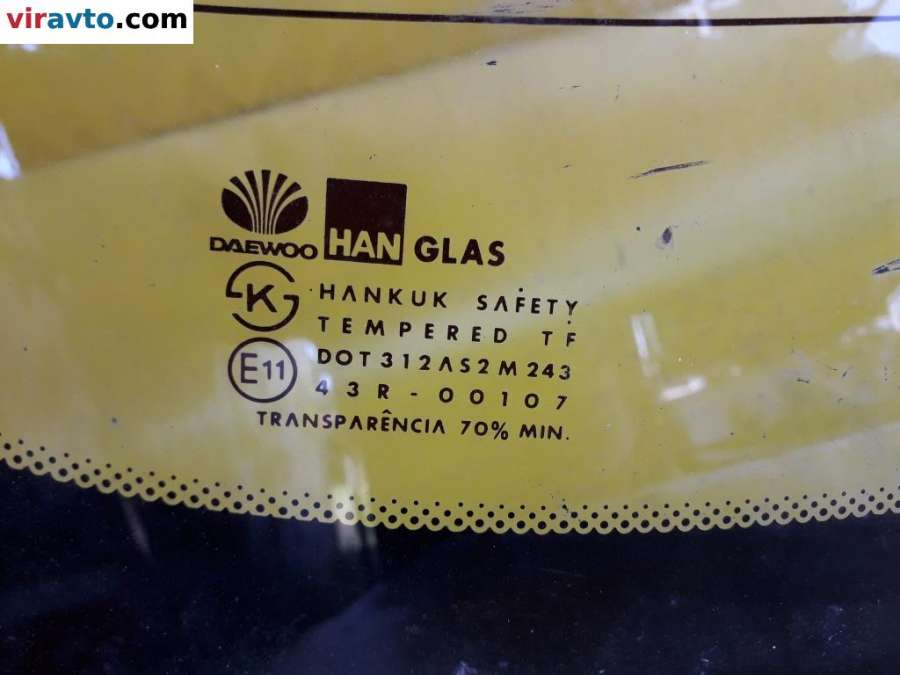 viravto.com
DAEWOO HAN GLAS
K HANKUK SAFETY
TEMPERED TF
DOT312AS2M243
E11 43R-00107
TRANSPARÊNCIA 70% MIN.